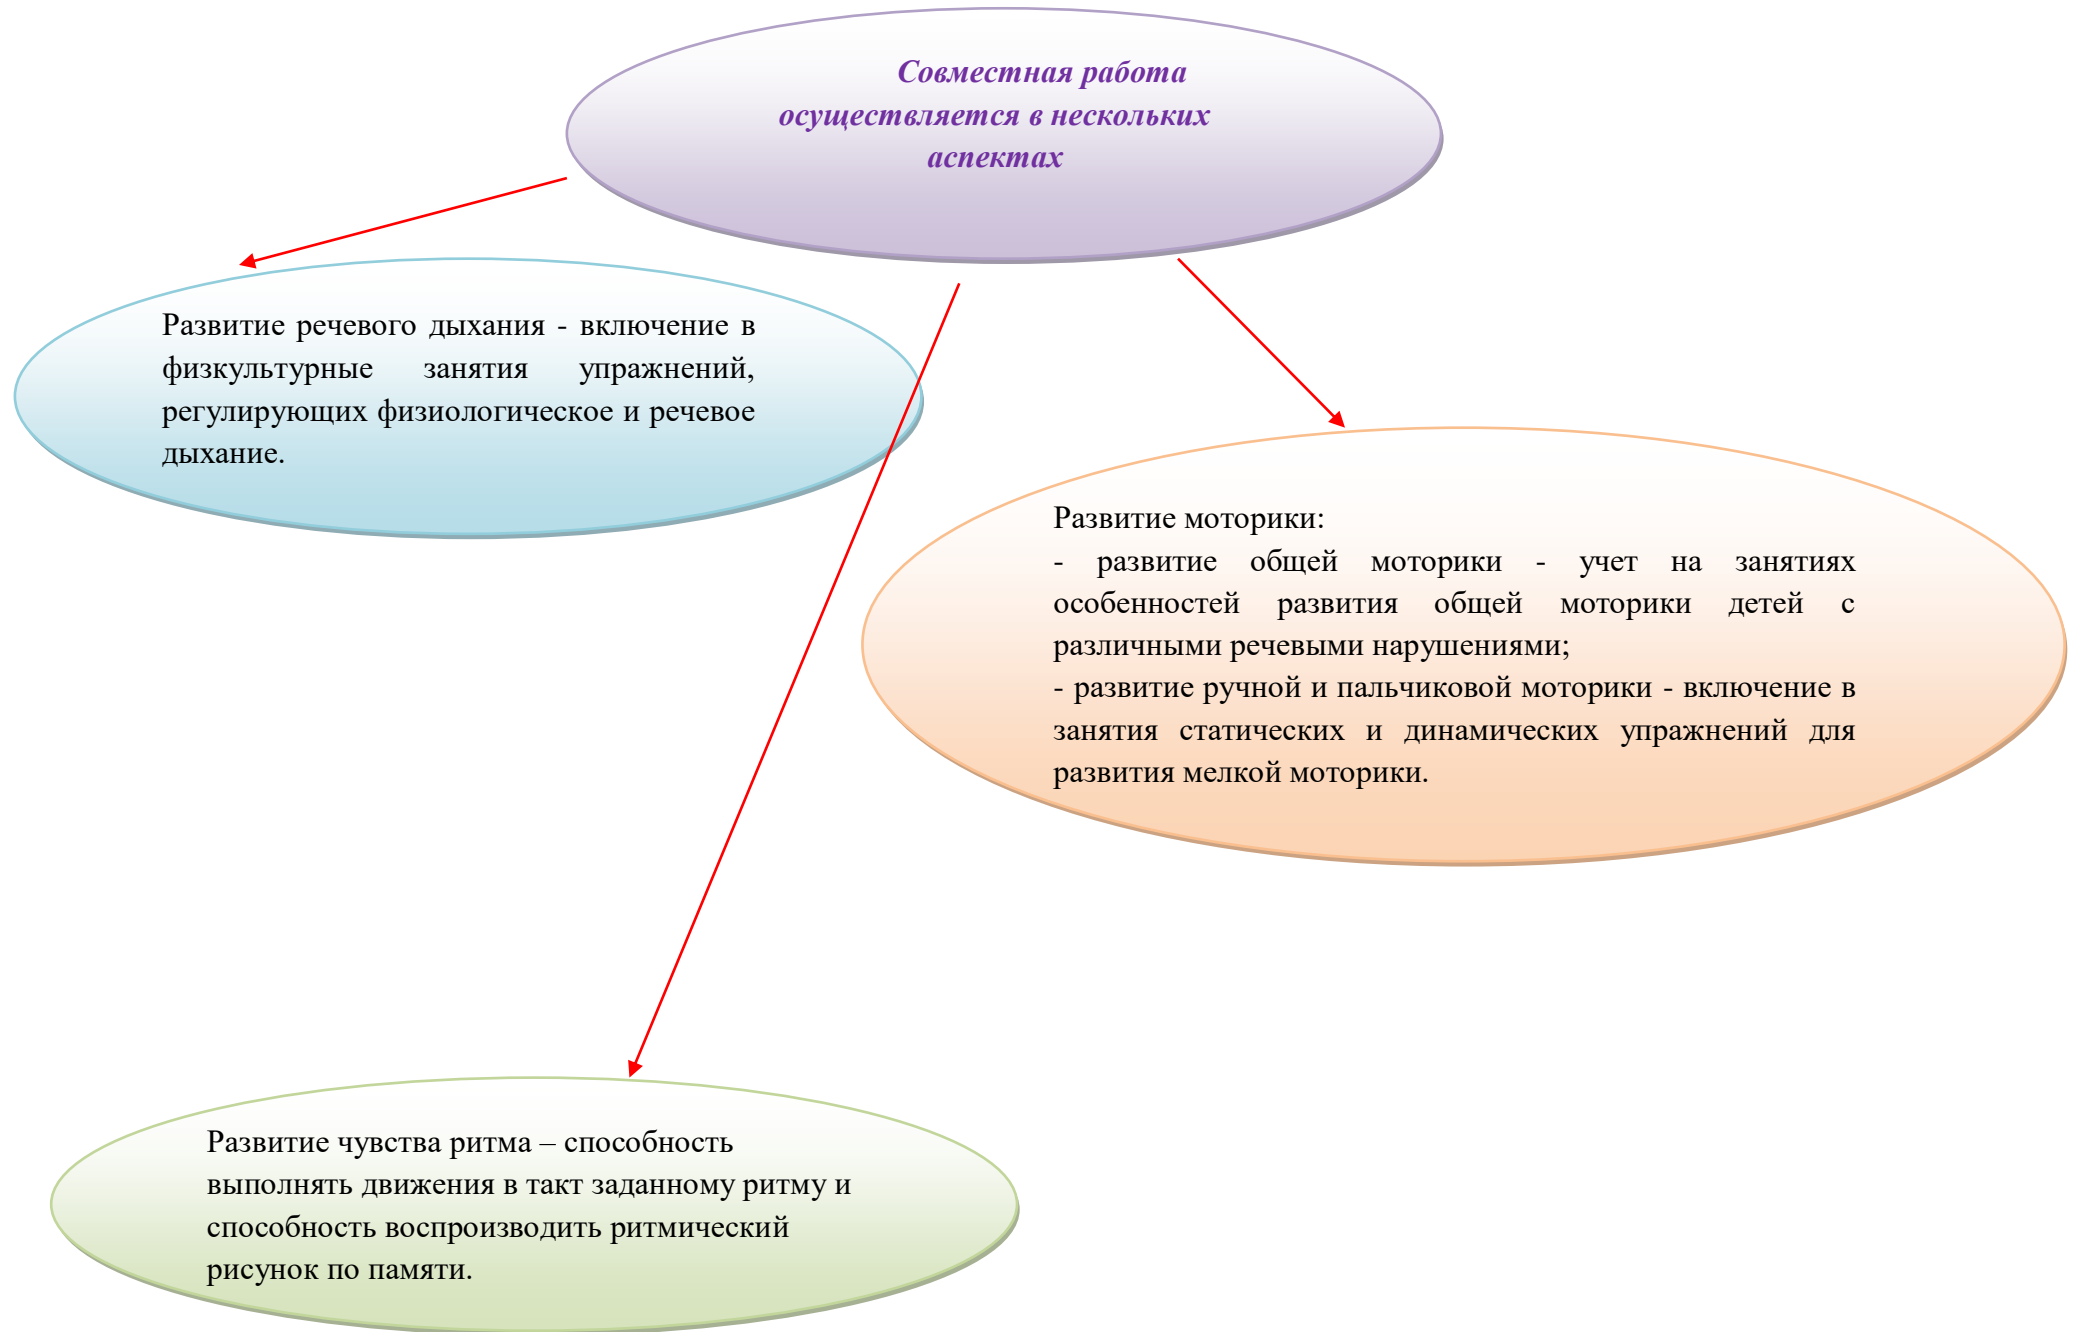 Совместная работа
осуществляется в нескольких
аспектах
Развитие речевого дыхания - включение в
физкультурные занятия упражнений,
регулирующих физиологическое и речевое
дыхание.
Развитие моторики:
- развитие общей моторики - учет на занятиях
особенностей развития общей моторики детей с
различными речевыми нарушениями;
- развитие ручной и пальчиковой моторики - включение в
занятия статических и динамических упражнений для
развития мелкой моторики.
Развитие чувства ритма – способность
выполнять движения в такт заданному ритму и
способность воспроизводить ритмический
рисунок по памяти.